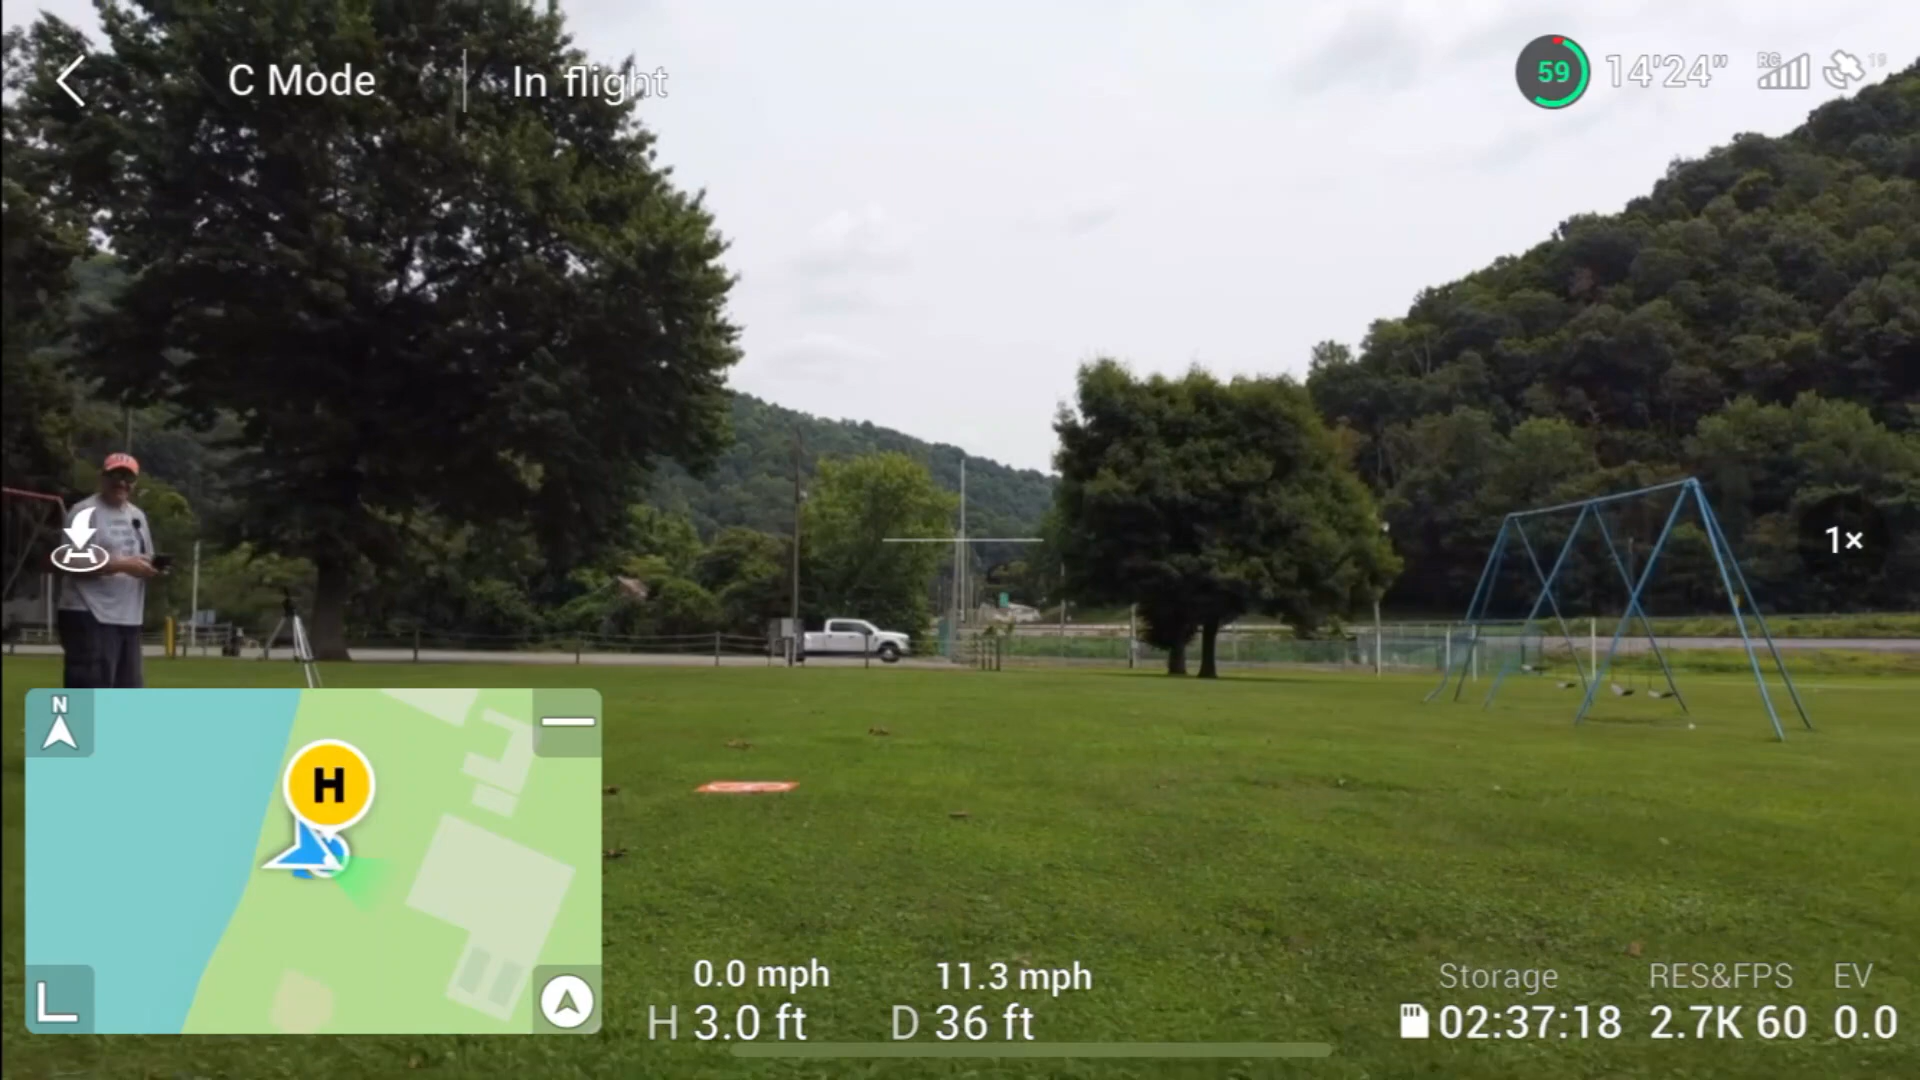 C Mode | In flight
59 14'24" RC 19
1×
N
H
0.0 mph 11.3 mph
H 3.0 ft D 36 ft
Storage RES&FPS EV
02:37:18 2.7K 60 0.0